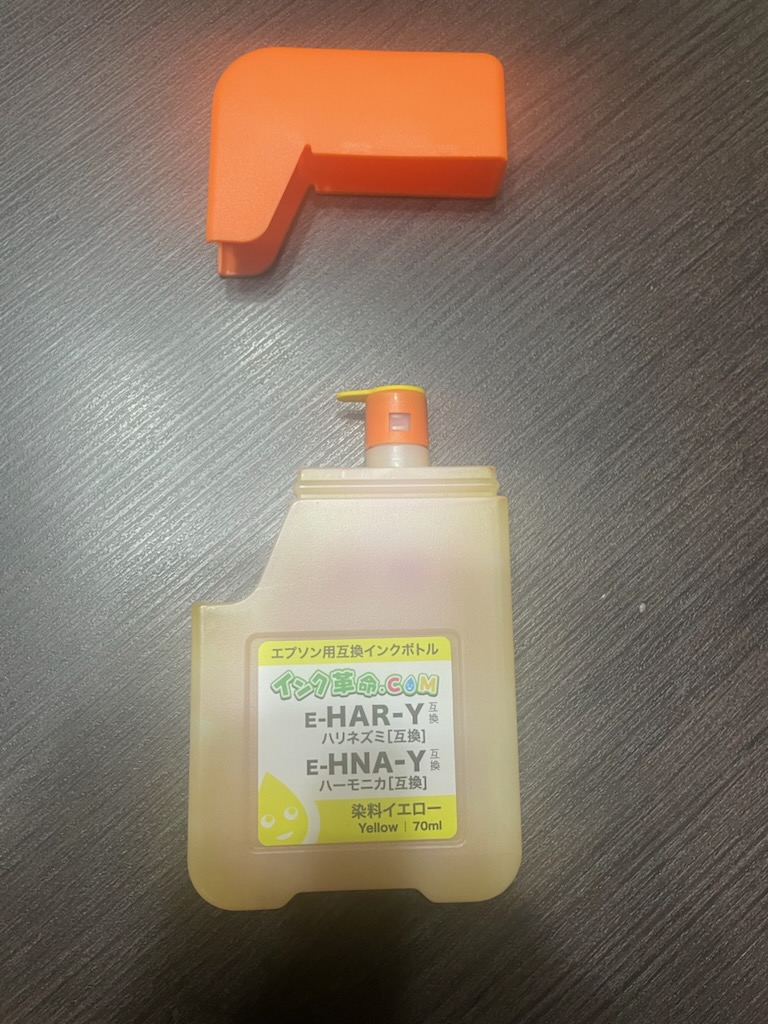 エプソン用互換インクボトル
インク革命.COM
E-HAR-Y互換
ハリネズミ[互換]
E-HNA-Y互換
ハーモニカ[互換]
染料イエロー
Yellow | 70ml